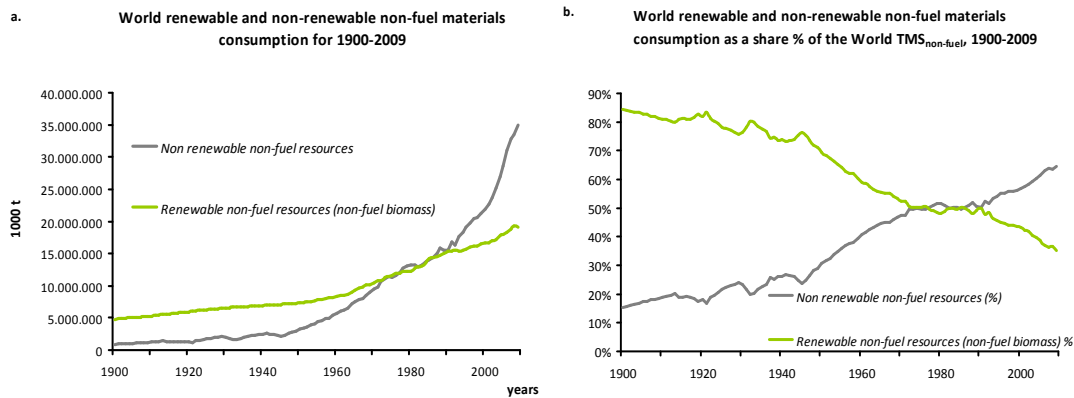 a.
World renewable and non-renewable non-fuel materials
consumption for 1900-2009
40.000.000
35.000.000
30.000.000
25.000.000
20.000.000
15.000.000
10.000.000
5.000.000
0
1000 t
Non renewable non-fuel resources
Renewable non-fuel resources (non-fuel biomass)
1900 1920 1940 1960 1980 2000
years
b.
World renewable and non-renewable non-fuel materials
consumption as a share % of the World TMSnon-fuel, 1900-2009
90%
80%
70%
60%
50%
40%
30%
20%
10%
0%
Non renewable non-fuel resources (%)
Renewable non-fuel resources (non-fuel biomass) %
1900 1920 1940 1960 1980 2000